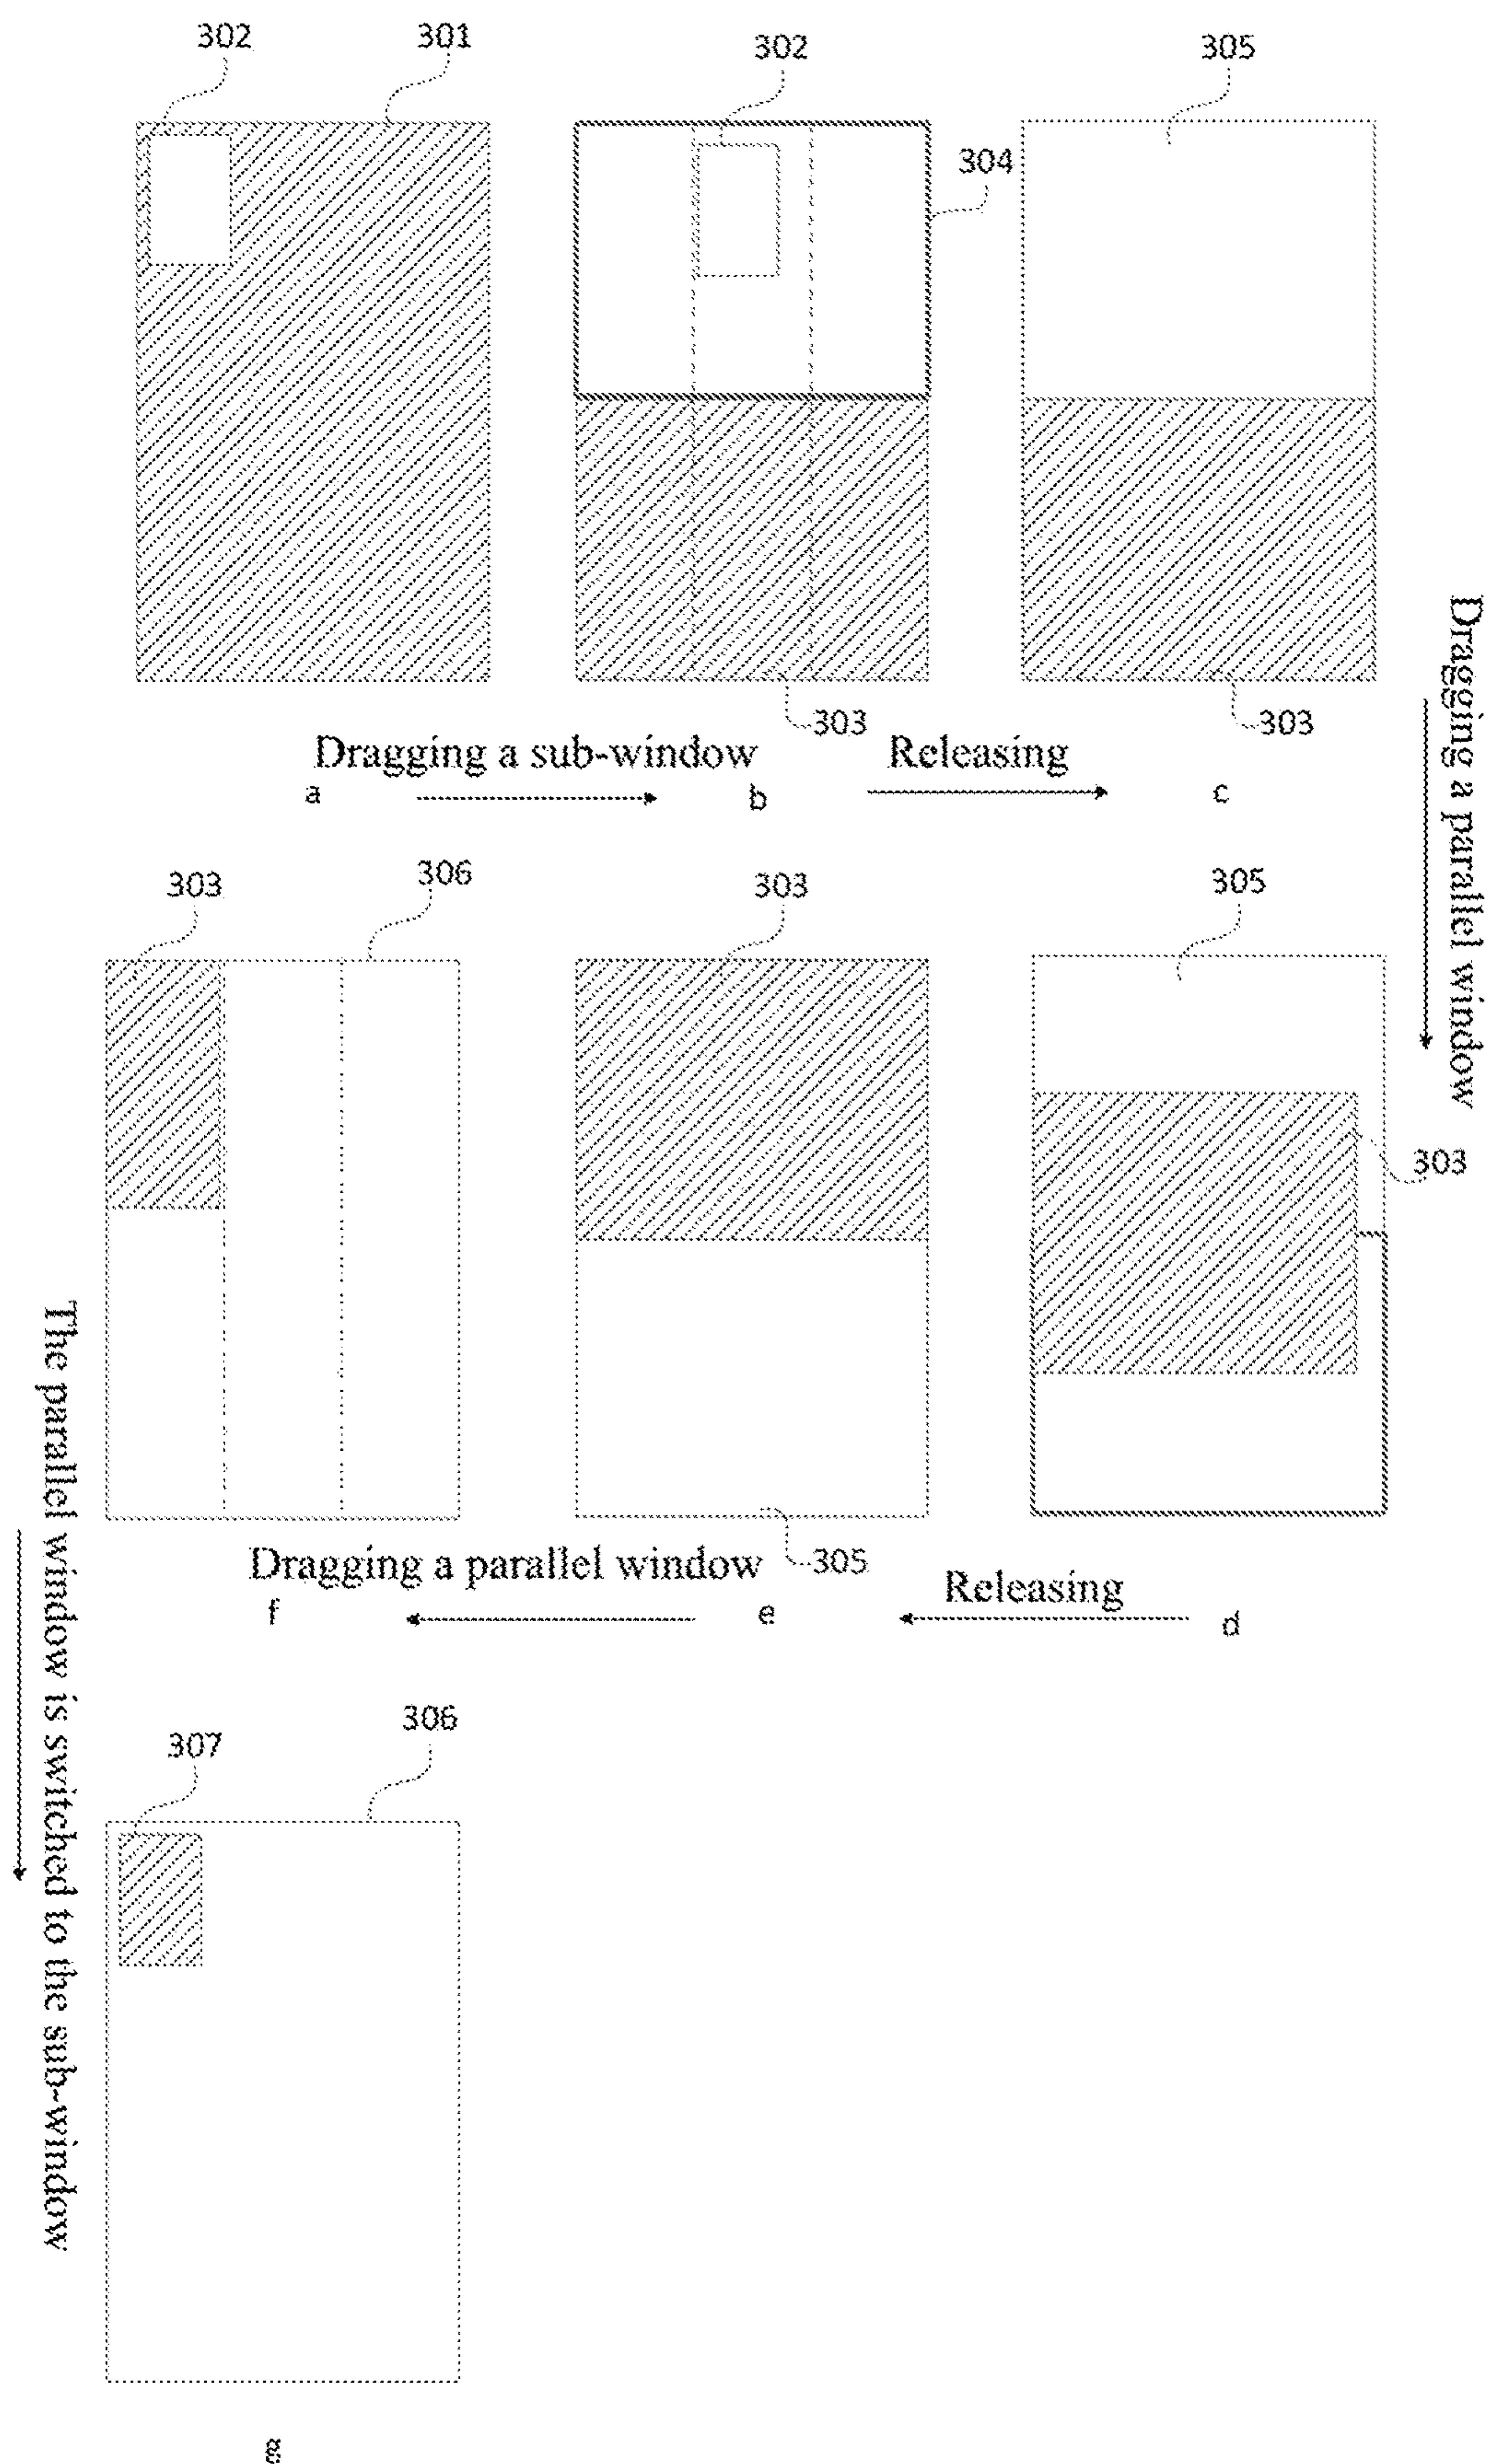 302
301
302
305
304
303
303
Dragging a sub-window
Releasing
a
b
c
Dragging a parallel window
303
306
303
305
303
305
Dragging a parallel window
Releasing
f
e
d
The parallel window is switched to the sub-window
307
306
g